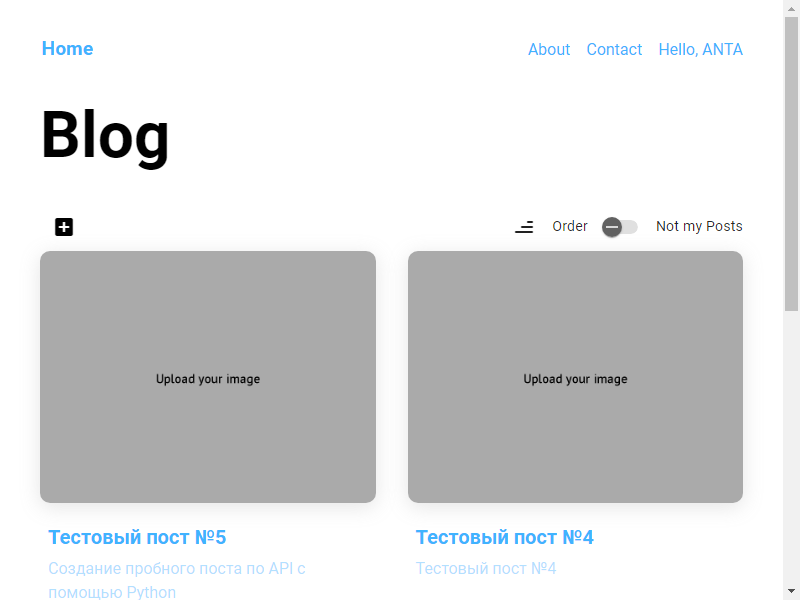 Home
About
Contact
Hello, ANTA
Blog
Order
Not my Posts
Upload your image
Upload your image
Тестовый пост №5
Создание пробного поста по API с
помощью Python
Тестовый пост №4
Тестовый пост №4